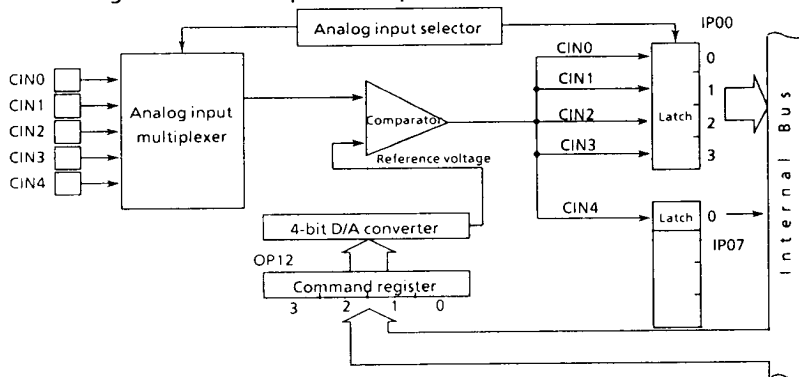 Analog input selector
IP00
CIN0
CIN1
CIN2
CIN3
CIN4
Analog input
multiplexer
Comparator
Reference voltage
CIN0
CIN1
CIN2
CIN3
Latch
0
1
2
3
CIN4
Latch
0
IP07
Internal Bus
4-bit D/A converter
OP12
Command register
3 2 1 0